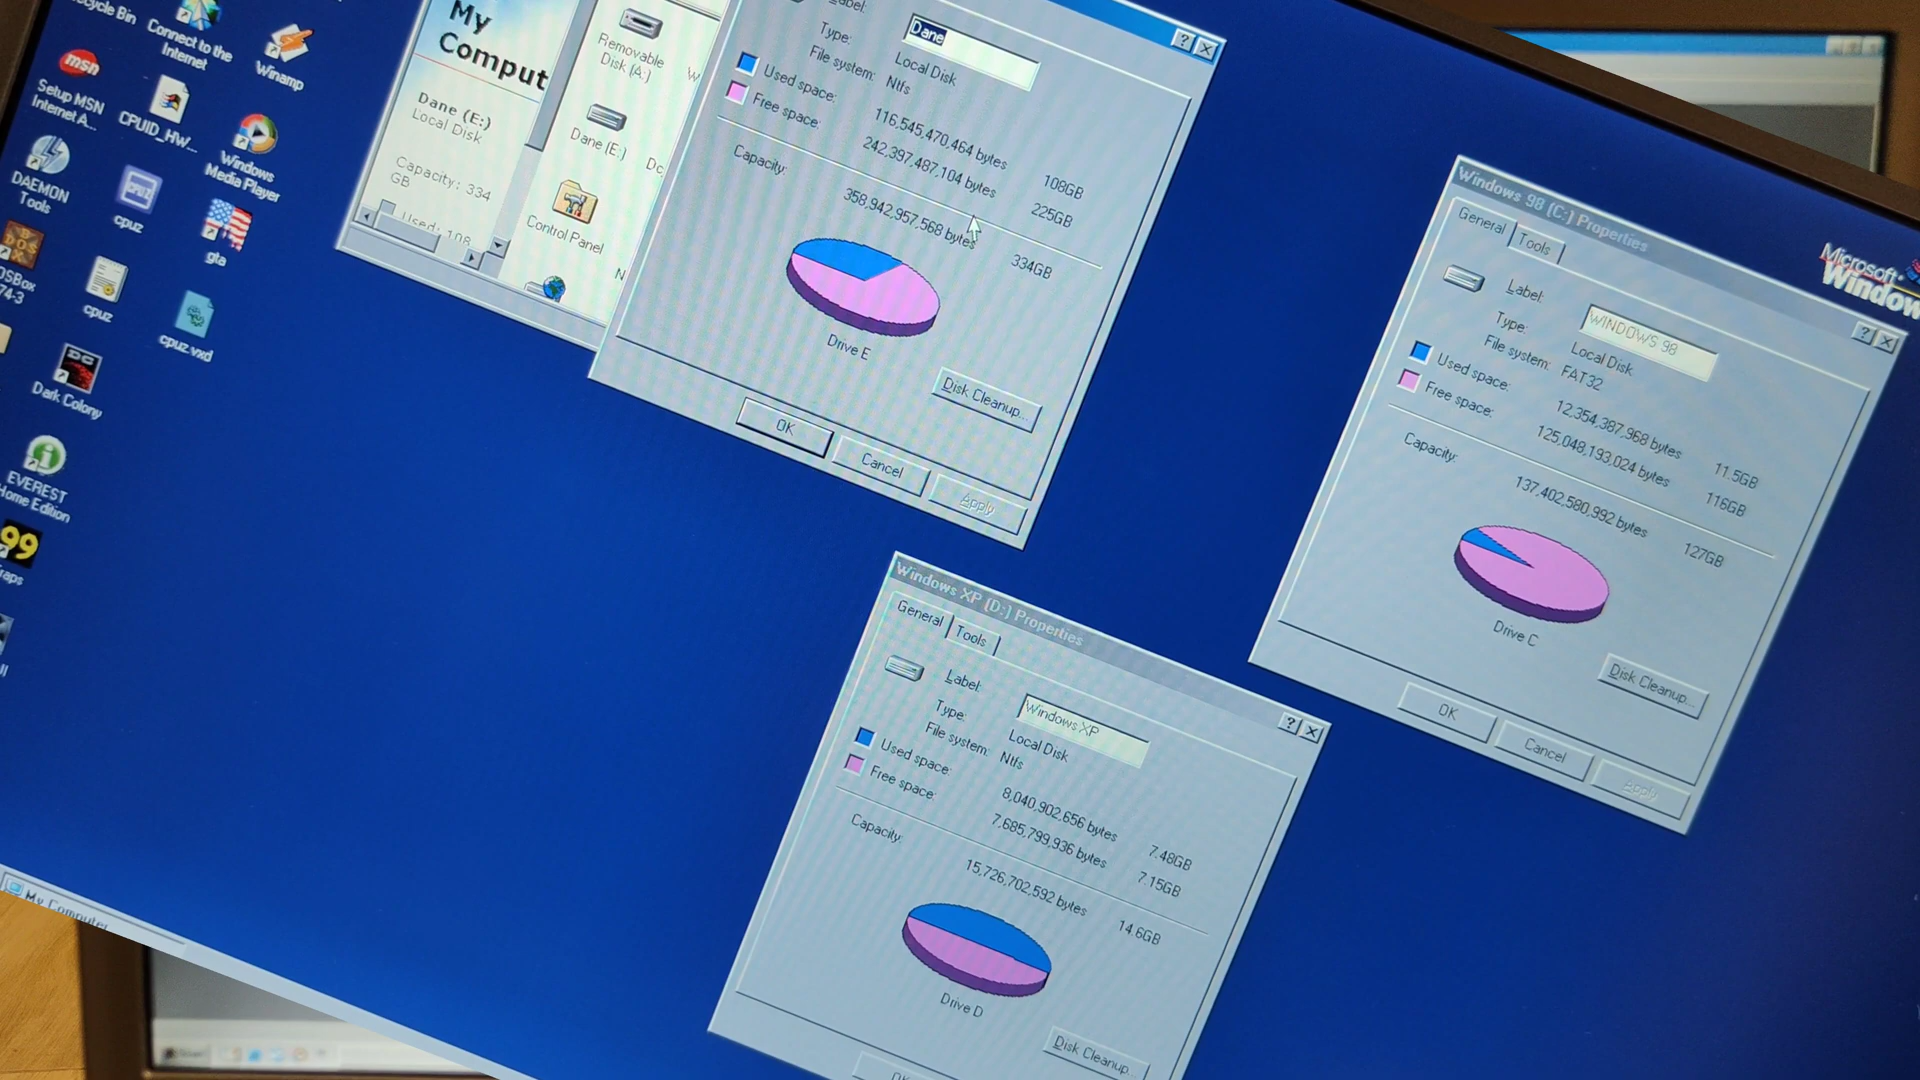 Recycle Bin
Connect to the
Internet
Winamp
msn
Setup MSN
Internet A...
CPUID_HW...
Windows
Media Player
DAEMON
Tools
CPUZ
cpuz
gta
cpuz
cpuz.vxd
Dark Colony
EVEREST
Home Edition
99
My Computer
My
Comput
Dane (E:)
Local Disk
Capacity: 334
GB
Used: 108
Removable
Disk (A:)
Dane (E:)
Control Panel
Label:
Dane
Type:
Local Disk
File system:
Ntfs
Used space:
116,545,470,464 bytes
108GB
Free space:
242,397,487,104 bytes
225GB
Capacity:
358,942,957,568 bytes
334GB
Drive E
Disk Cleanup...
OK
Cancel
Apply
Windows 98 (C:) Properties
General
Tools
Label:
WINDOWS 98
Type:
Local Disk
File system:
FAT32
Used space:
12,354,387,968 bytes
11.5GB
Free space:
125,048,193,024 bytes
116GB
Capacity:
137,402,580,992 bytes
127GB
Drive C
Disk Cleanup...
OK
Cancel
Apply
Microsoft
Window
Windows XP (D:) Properties
General
Tools
Label:
Windows XP
Type:
Local Disk
File system:
Ntfs
Used space:
8,040,902,656 bytes
7.48GB
Free space:
7,685,799,936 bytes
7.15GB
Capacity:
15,726,702,592 bytes
14.6GB
Drive D
Disk Cleanup...
OK